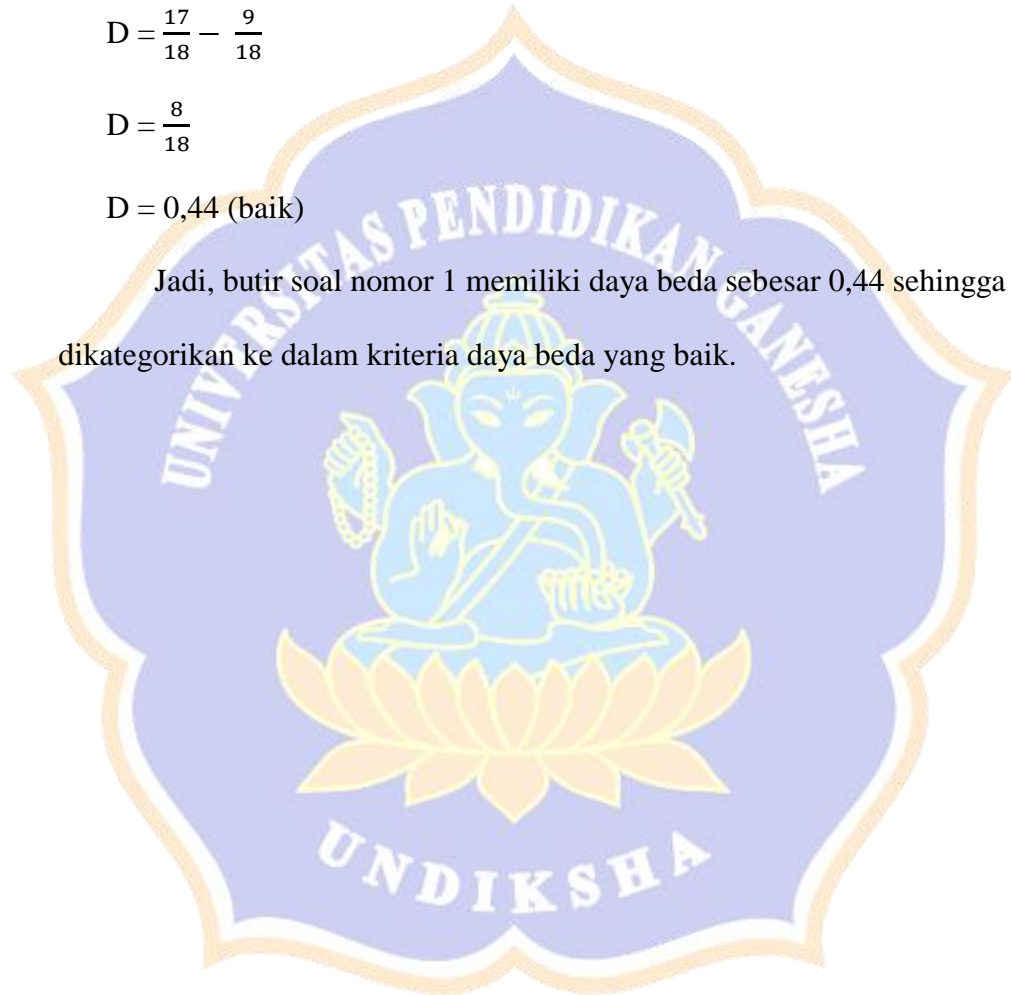 D = 17/18 − 9/18
D = 8/18
D = 0,44 (baik)
UNIVERSITAS PENDIDIKAN GANESHA
Jadi, butir soal nomor 1 memiliki daya beda sebesar 0,44 sehingga
dikategorikan ke dalam kriteria daya beda yang baik.
UNDIKSHA